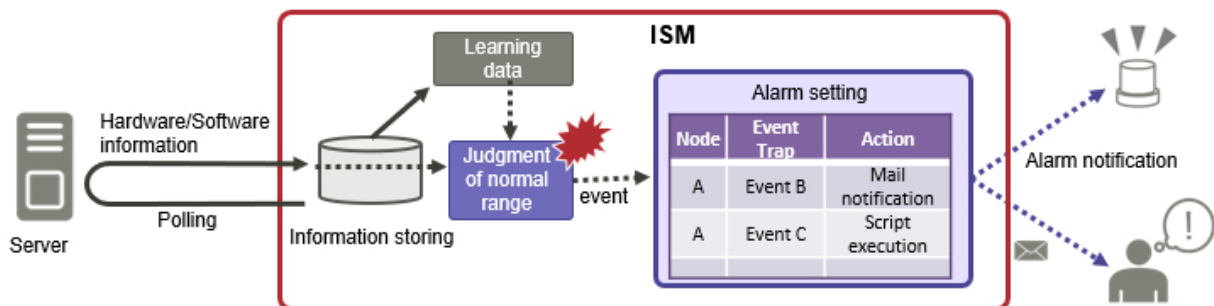 ISM
Learning
data
Hardware/Software
information
Polling
Server
Information storing
Judgment
of normal
range
event
Alarm setting
Node Event Trap Action
A Event B Mail notification
A Event C Script execution
Alarm notification
!